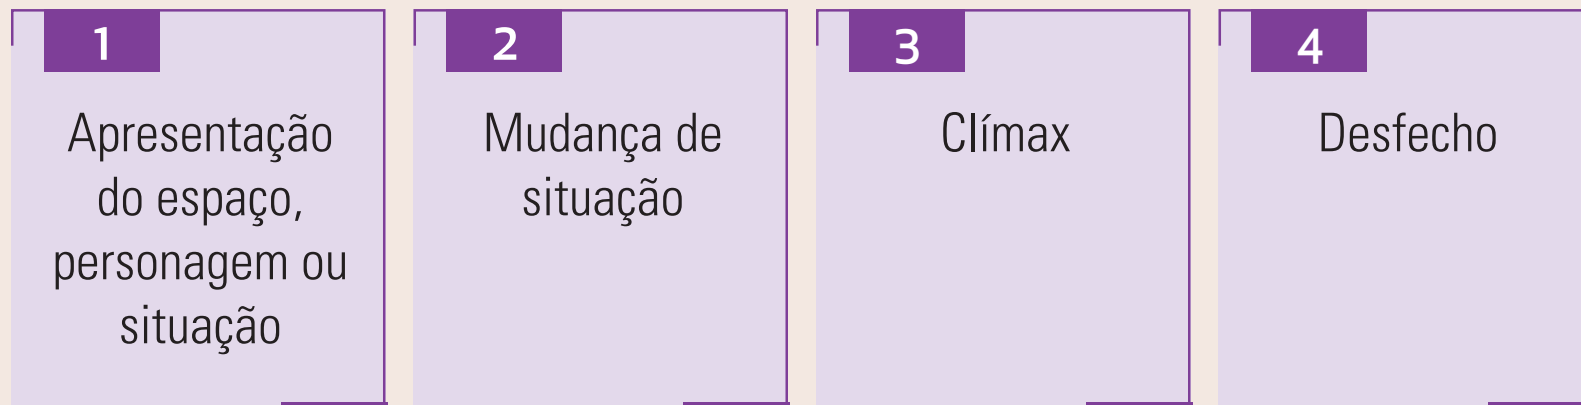 1
Apresentação
do espaço,
personagem ou
situação
2
Mudança de
situação
3
Clímax
4
Desfecho